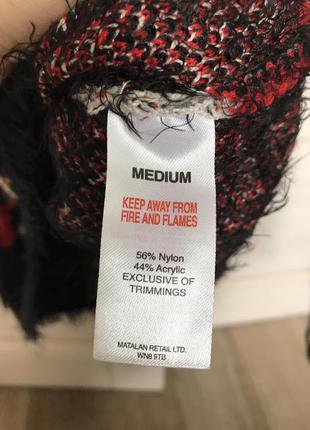 MEDIUM
KEEP AWAY FROM
FIRE AND FLAMES
56% Nylon
44% Acrylic
EXCLUSIVE OF
TRIMMINGS
MATALAN RETAIL LTD.
WN8 9TB